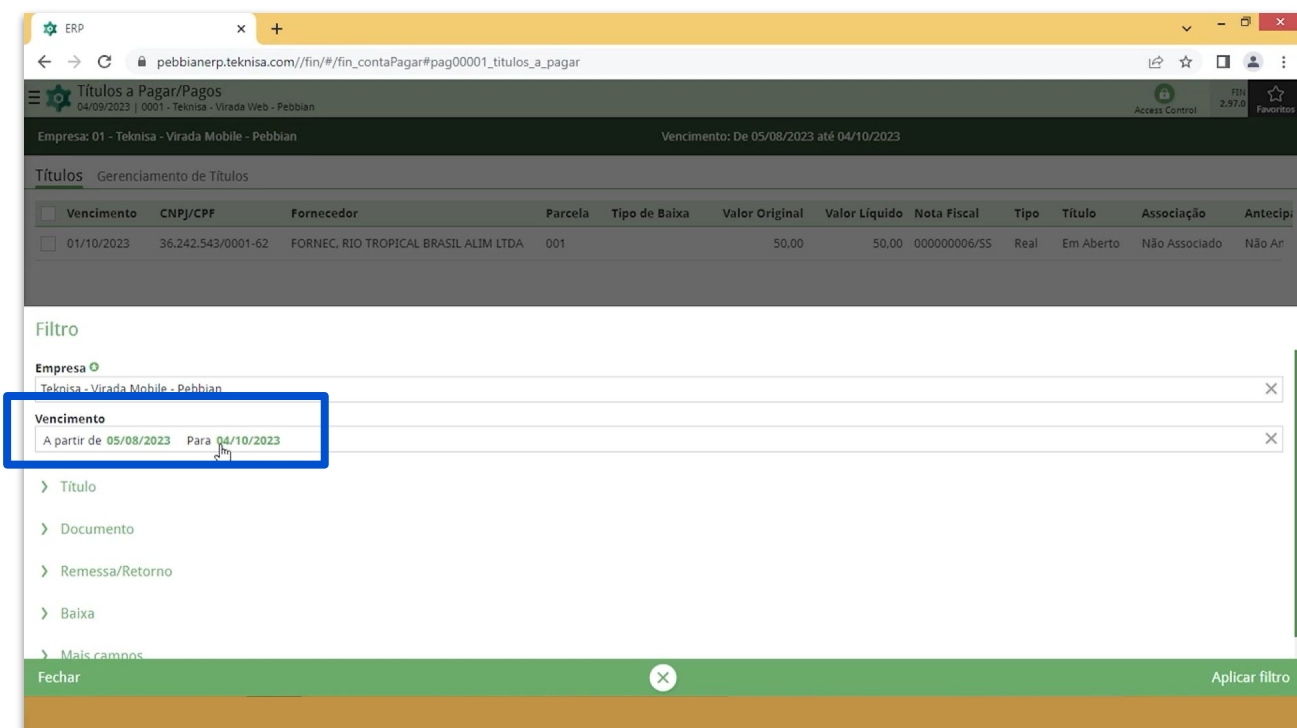 ERP
pebbianerp.teknisa.com//fin/#/fin_contaPagar#pag00001_titulos_a_pagar
Títulos a Pagar/Pagos
04/09/2023 | 0001 - Teknisa - Virada Web - Pebbian
Access Control
FIN
2.97.0
Favoritos
Empresa: 01 - Teknisa - Virada Mobile - Pebbian Vencimento: De 05/08/2023 até 04/10/2023
Títulos Gerenciamento de Títulos
Vencimento CNPJ/CPF Fornecedor Parcela Tipo de Baixa Valor Original Valor Líquido Nota Fiscal Tipo Título Associação Antecip
01/10/2023 36.242.543/0001-62 FORNEC. RIO TROPICAL BRASIL ALIM LTDA 001 50,00 50,00 000000006/SS Real Em Aberto Não Associado Não An
Filtro
Empresa
Teknisa - Virada Mobile - Pebbian
Vencimento
A partir de 05/08/2023 Para 04/10/2023
Título
Documento
Remessa/Retorno
Baixa
Mais campos
Fechar Aplicar filtro